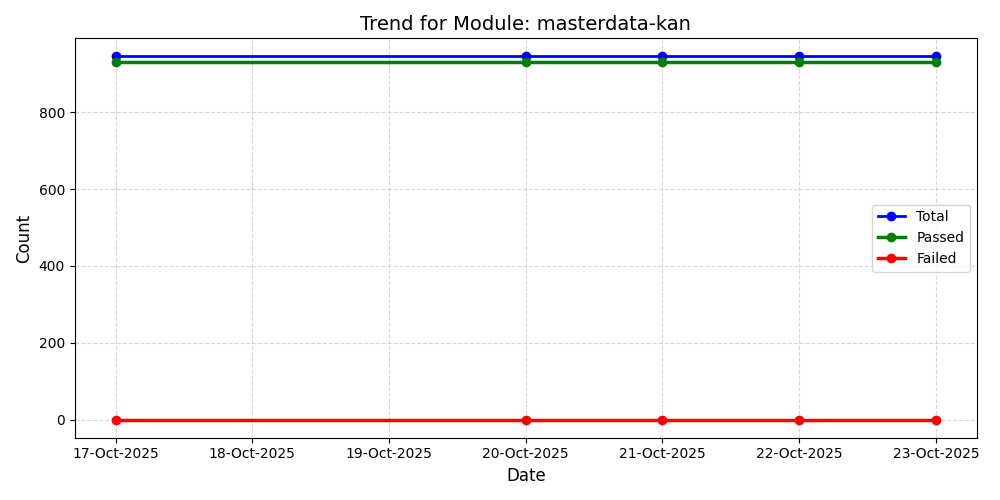 Trend for Module: masterdata-kan
Count
800
600
400
200
0
Total
Passed
Failed
17-Oct-2025 18-Oct-2025 19-Oct-2025 20-Oct-2025 21-Oct-2025 22-Oct-2025 23-Oct-2025
Date